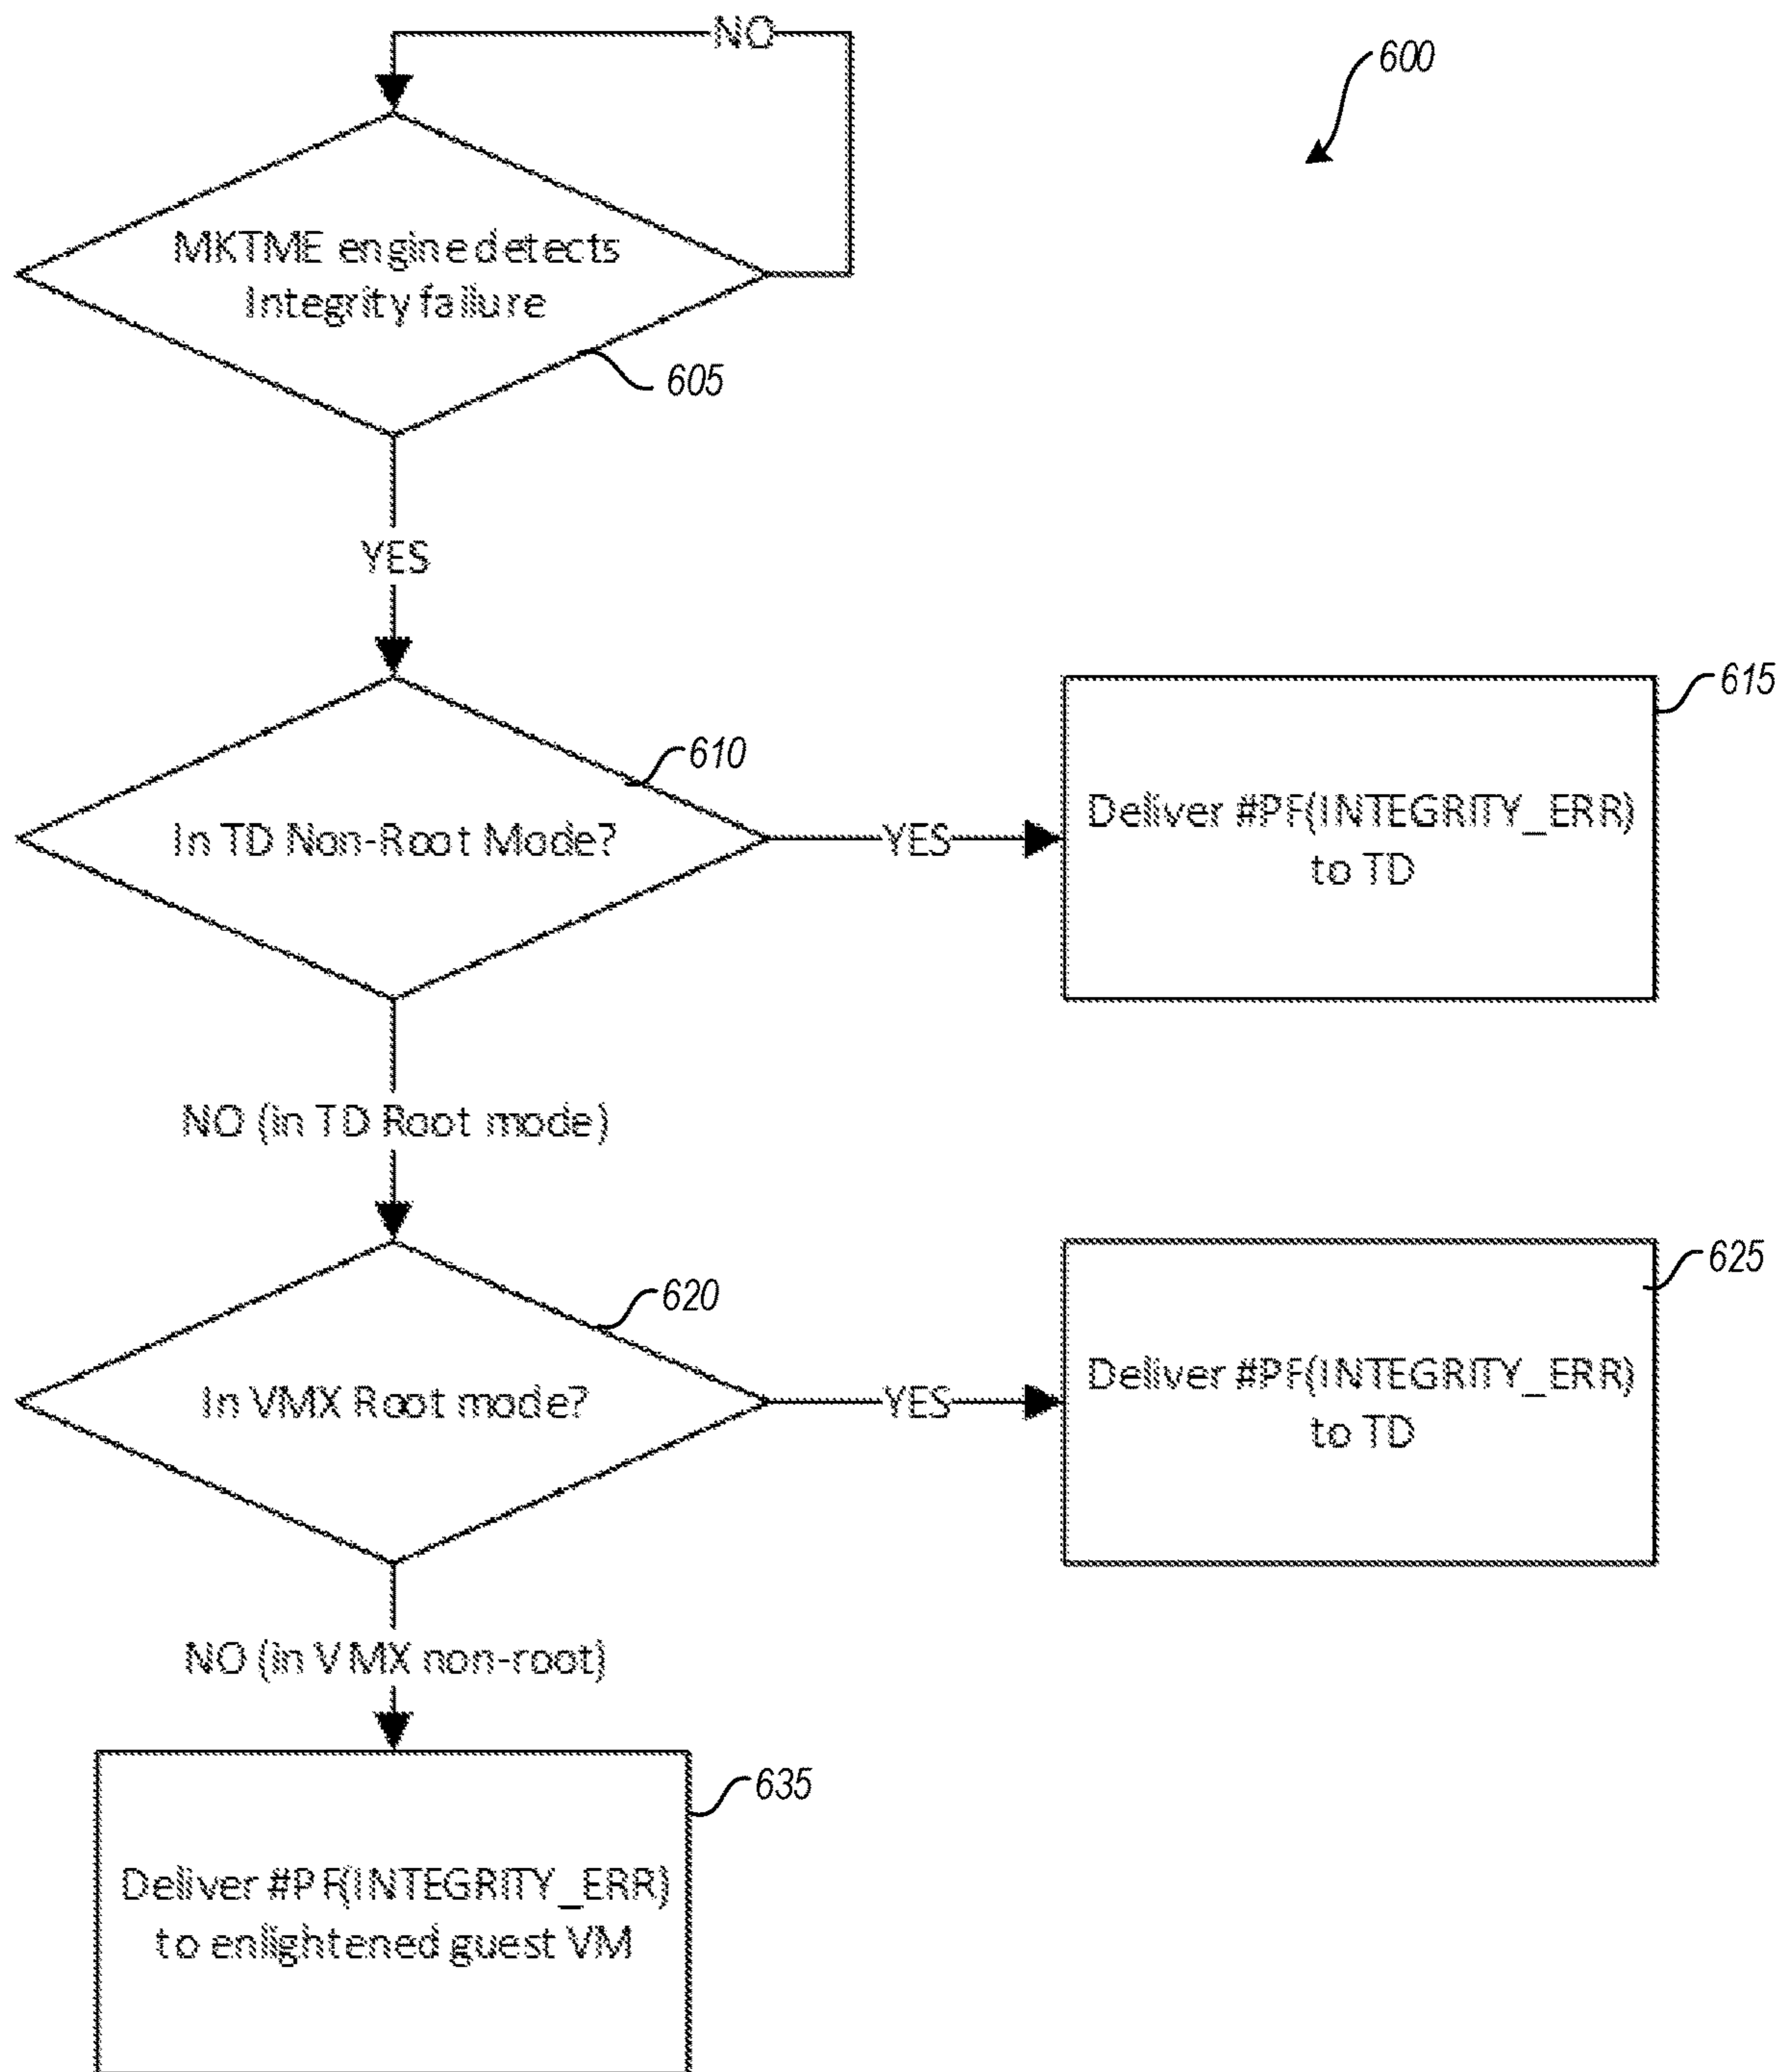 NO
600
MKTME engine detects
Integrity failure
605
YES
610
In TD Non-Root Mode?
YES
615
Deliver #PF(INTEGRITY_ERR)
to TD
NO (in TD Root mode)
620
In VMX Root mode?
YES
625
Deliver #PF(INTEGRITY_ERR)
to TD
NO (in VMX non-root)
635
Deliver #PF(INTEGRITY_ERR)
to enlightened guest VM